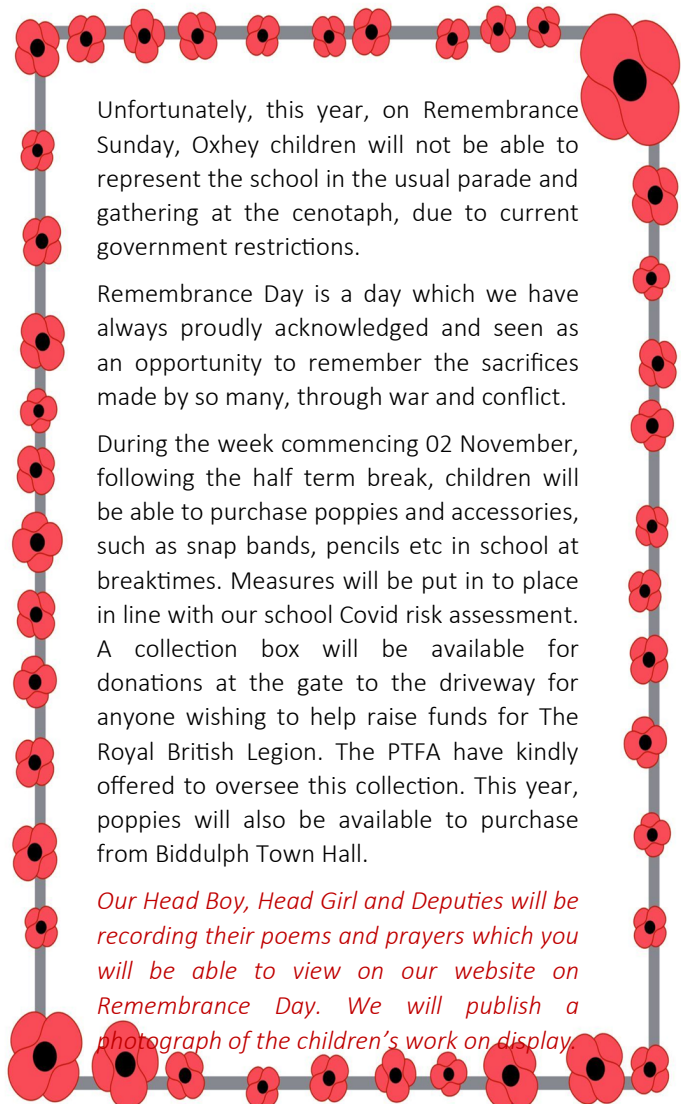 Unfortunately, this year, on Remembrance
Sunday, Oxhey children will not be able to
represent the school in the usual parade and
gathering at the cenotaph, due to current
government restrictions.
Remembrance Day is a day which we have
always proudly acknowledged and seen as
an opportunity to remember the sacrifices
made by so many, through war and conflict.
During the week commencing 02 November,
following the half term break, children will
be able to purchase poppies and accessories,
such as snap bands, pencils etc in school at
breaktimes. Measures will be put in to place
in line with our school Covid risk assessment.
A collection box will be available for
donations at the gate to the driveway for
anyone wishing to help raise funds for The
Royal British Legion. The PTFA have kindly
offered to oversee this collection. This year,
poppies will also be available to purchase
from Biddulph Town Hall.
Our Head Boy, Head Girl and Deputies will be
recording their poems and prayers which you
will be able to view on our website on
Remembrance Day. We will publish a
photograph of the children’s work on display.